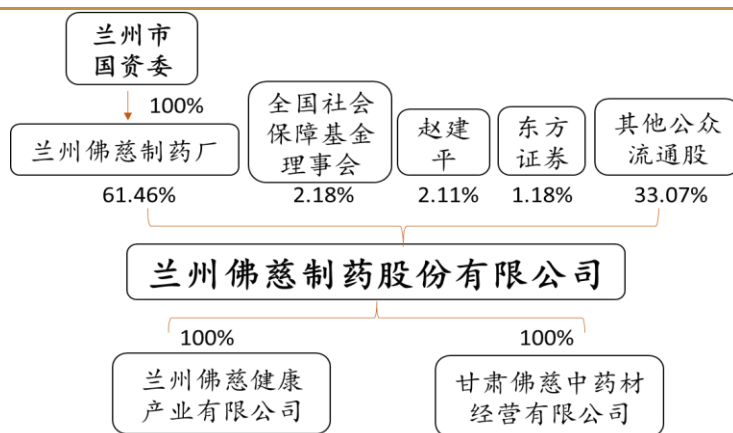 兰州市
国资委
100%
兰州佛慈制药厂
61.46%
全国社会
保障基金
理事会
2.18%
赵建
平
2.11%
东方
证券
1.18%
其他公众
流通股
33.07%
兰州佛慈制药股份有限公司
100%
兰州佛慈健康
产业有限公司
100%
甘肃佛慈中药材
经营有限公司